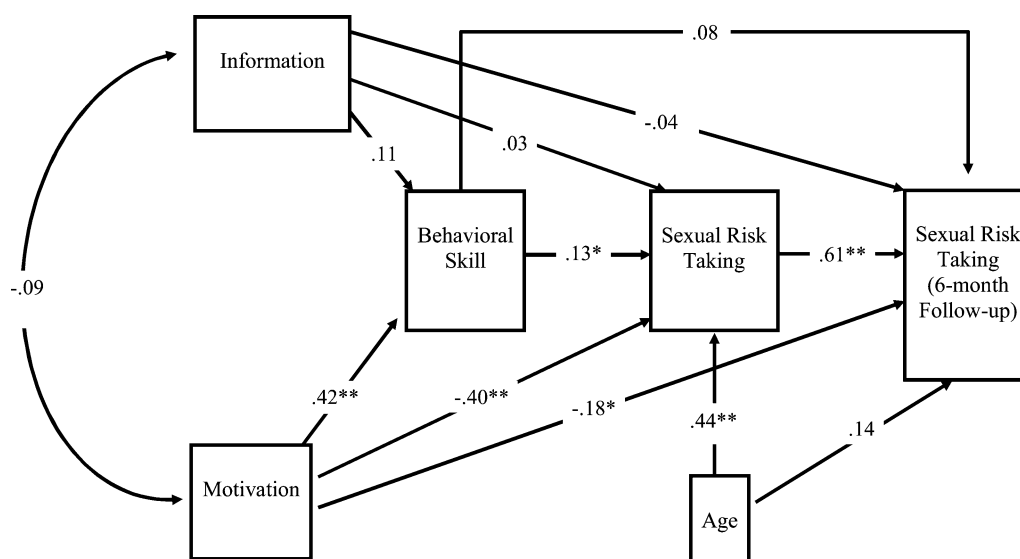 .08
Information
-.04
.03
.11
Behavioral
Skill
Sexual Risk
Taking
Sexual Risk
Taking
(6-month
Follow-up)
.13*
.61**
-.09
.42**
-.40**
-.18*
.44**
.14
Motivation
Age